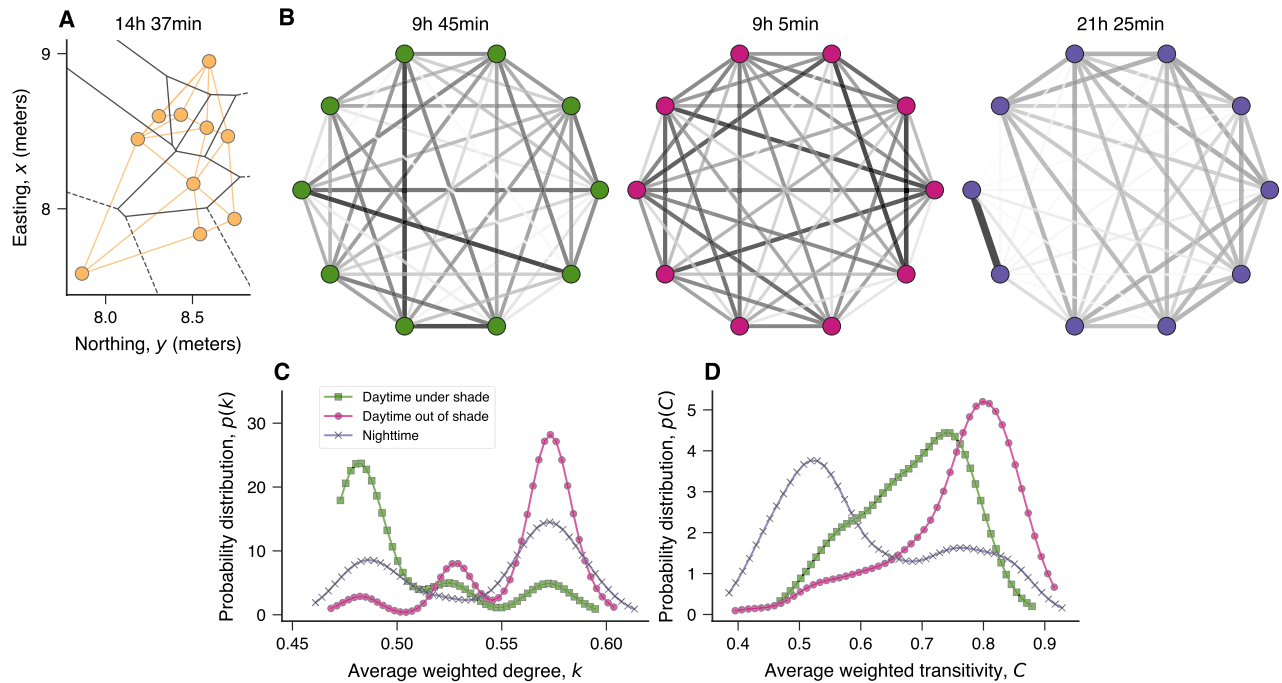 A
14h 37min
9
8
Easting, x (meters)
8.0 8.5
Northing, y (meters)
B
9h 45min
9h 5min
21h 25min
C
Daytime under shade
Daytime out of shade
Nighttime
Probability distribution, p(k)
30
20
10
0
0.45 0.50 0.55 0.60
Average weighted degree, k
D
Probability distribution, p(C)
5
4
3
2
1
0
0.4 0.5 0.6 0.7 0.8 0.9
Average weighted transitivity, C